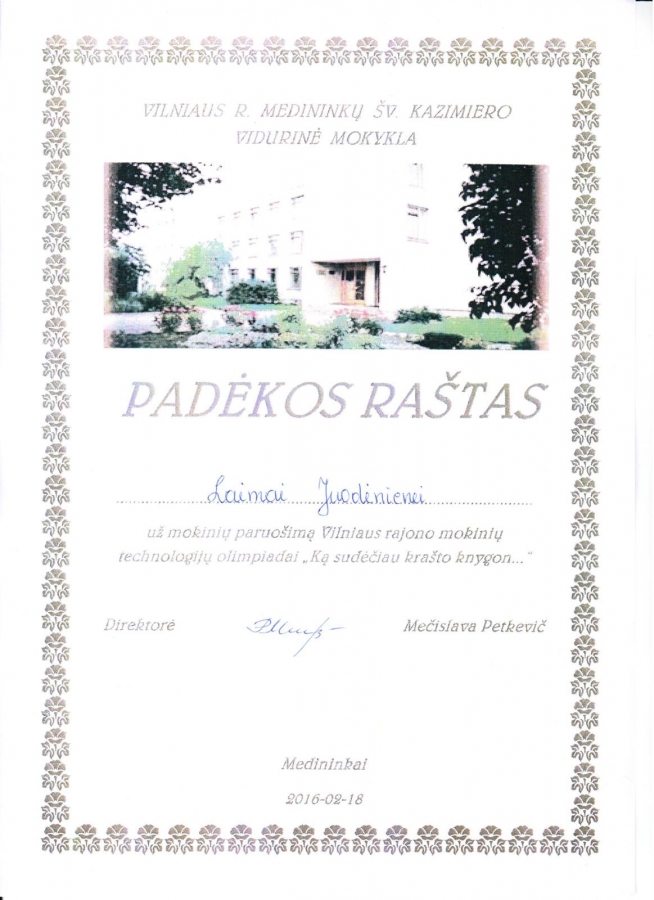 VILNIAUS R. MEDININKŲ ŠV. KAZIMIERO
VIDURINĖ MOKYKLA
PADĖKOS RAŠTAS
Laimai Juodėnienei
už mokinių paruošimą Vilniaus rajono mokinių
technologijų olimpiadai „Ką sudėčiau krašto knygon...“
Direktorė Mečislava Petkevič
Medininkai
2016-02-18